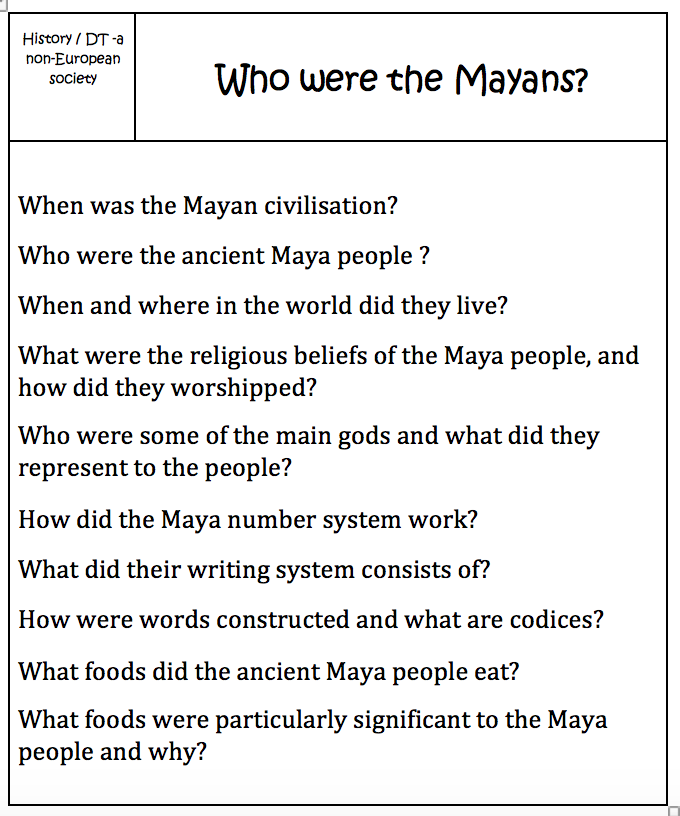 History / DT -a
non-European
society
Who were the Mayans?
When was the Mayan civilisation?
Who were the ancient Maya people ?
When and where in the world did they live?
What were the religious beliefs of the Maya people, and
how did they worshipped?
Who were some of the main gods and what did they
represent to the people?
How did the Maya number system work?
What did their writing system consists of?
How were words constructed and what are codices?
What foods did the ancient Maya people eat?
What foods were particularly significant to the Maya
people and why?